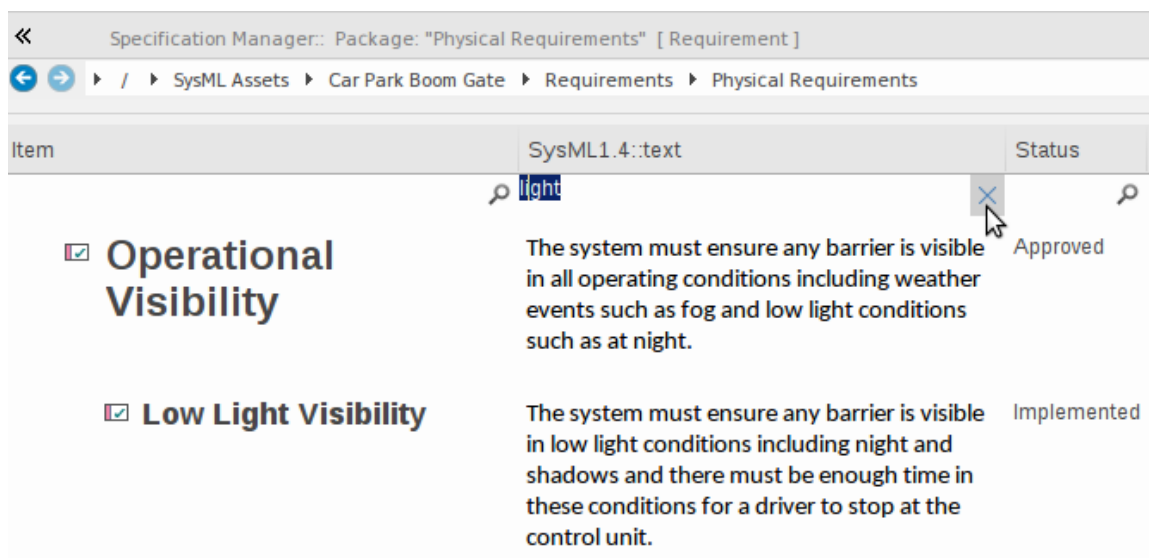 Specification Manager:: Package: "Physical Requirements" [ Requirement ]
/ SysML Assets Car Park Boom Gate Requirements Physical Requirements
Item SysML1.4::text Status
light
Operational
Visibility
The system must ensure any barrier is visible
in all operating conditions including weather
events such as fog and low light conditions
such as at night.
Approved
Low Light Visibility
The system must ensure any barrier is visible
in low light conditions including night and
shadows and there must be enough time in
these conditions for a driver to stop at the
control unit.
Implemented